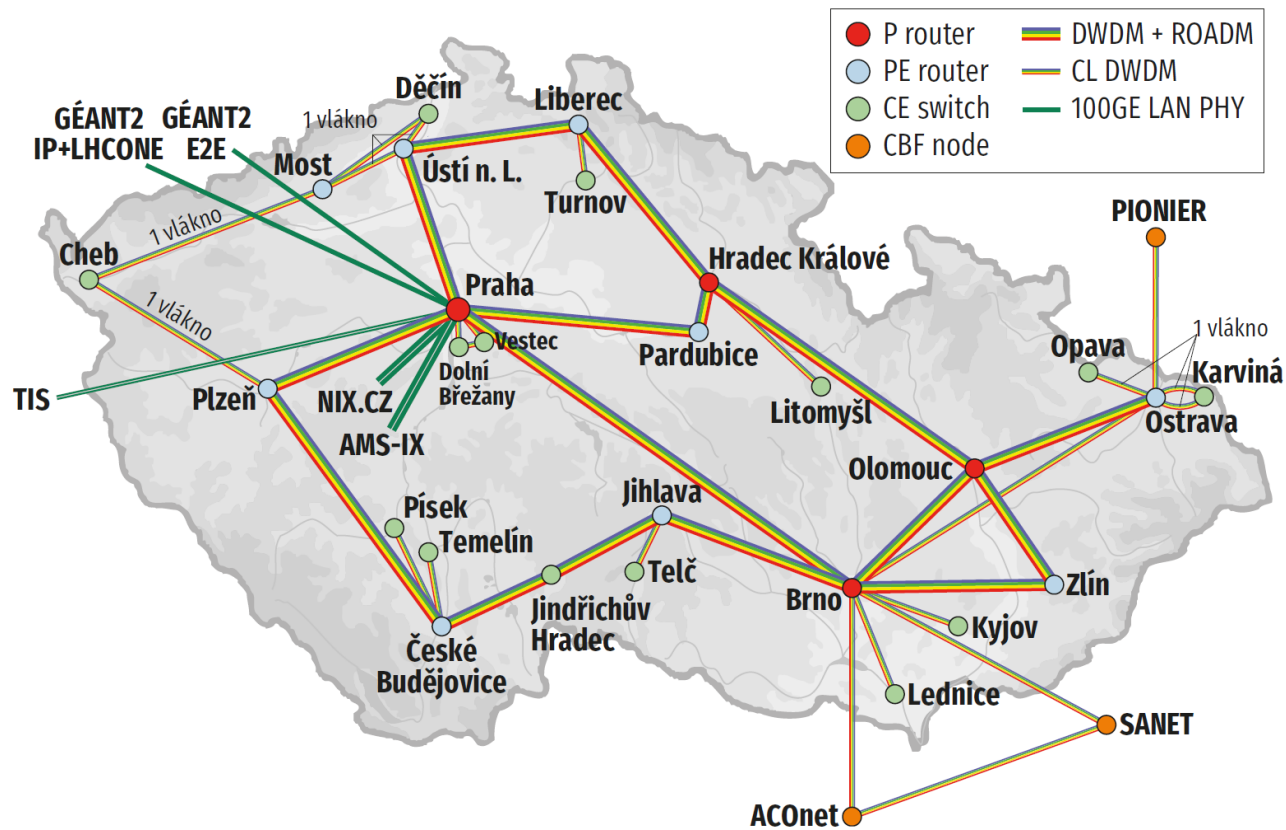 P router
PE router
CE switch
CBF node
DWDM + ROADM
CL DWDM
100GE LAN PHY
Děčín
Liberec
GÉANT2
IP+LHCONE
GÉANT2
E2E
1 vlákno
Most
Ústí n. L.
Turnov
1 vlákno
Cheb
PIONIER
Hradec Králové
Praha
1 vlákno
Vestec
Dolní
Břežany
Pardubice
1 vlákno
Opava
Karviná
TIS
Plzeň
NIX.CZ
Litomyšl
Ostrava
AMS-IX
Olomouc
Jihlava
Písek
Temelín
Telč
Brno
Zlín
Jindřichův
Hradec
Kyjov
České
Budějovice
Lednice
SANET
ACOnet